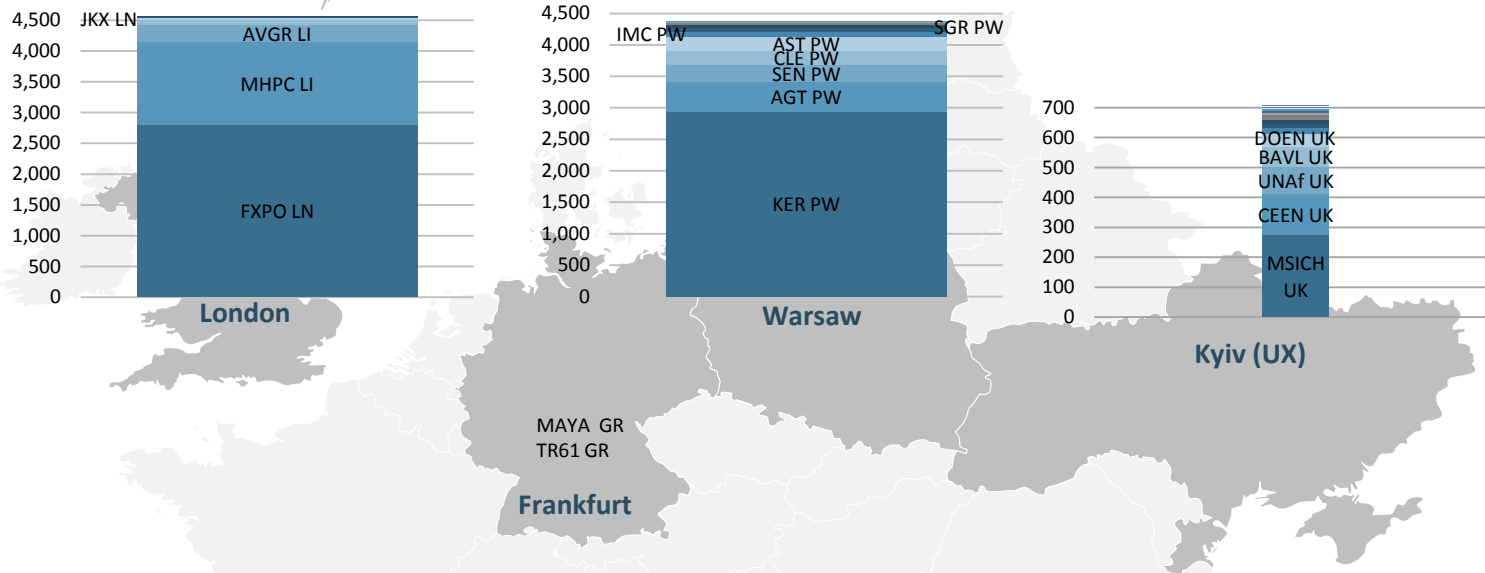 4,500
4,000
3,500
3,000
2,500
2,000
1,500
1,000
500
0
JKX LN
AVGR LI
MHPC LI
FXPO LN
London
4,500
4,000
3,500
3,000
2,500
2,000
1,500
1,000
500
0
IMC PW
SGR PW
AST PW
CLE PW
SEN PW
AGT PW
KER PW
Warsaw
700
600
500
400
300
200
100
0
DOEN UK
BAVL UK
UNAf UK
CEEN UK
MSICH
UK
Kyiv (UX)
MAYA GR
TR61 GR
Frankfurt